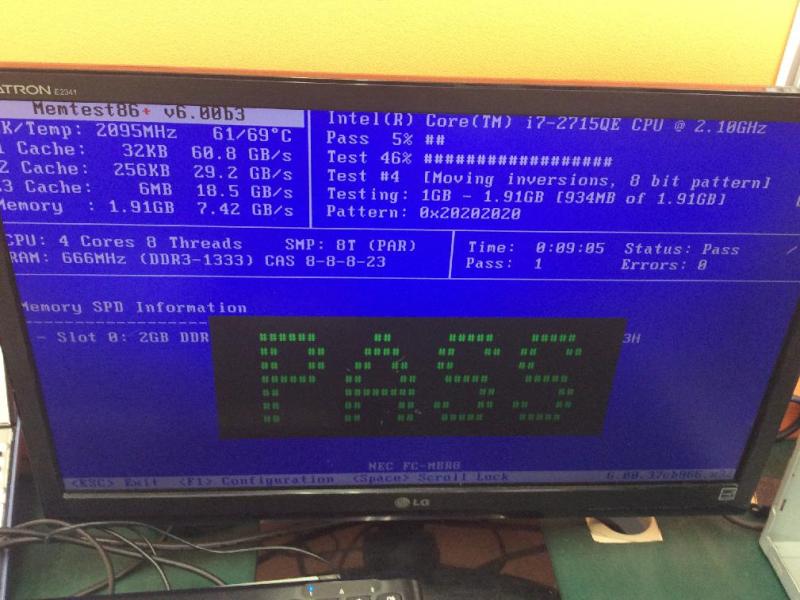 ATRON E2341
Memtest86+ v6.00b3
K/Temp: 2095MHz 61/69°C
1 Cache: 32KB 60.8 GB/s
2 Cache: 256KB 29.2 GB/s
.3 Cache: 6MB 18.5 GB/s
Memory : 1.91GB 7.42 GB/s
Intel(R) Core(TM) i7-2715QE CPU @ 2.10GHz
Pass 5% ##
Test 46% ##################
Test #4 [Moving inversions, 8 bit pattern]
Testing: 1GB - 1.91GB [934MB of 1.91GB]
Pattern: 0x20202020
CPU: 4 Cores 8 Threads SMP: 8T (PAR)
RAM: 666MHz (DDR3-1333) CAS 8-8-8-23
Time: 0:09:05 Status: Pass /
Pass: 1 Errors: 0
Memory SPD Information
- Slot 0: 2GB DDR 3H
PASS
NEC FC-MBR8
<ESC> Exit <F1> Configuration <Space> Scroll Lock
LG